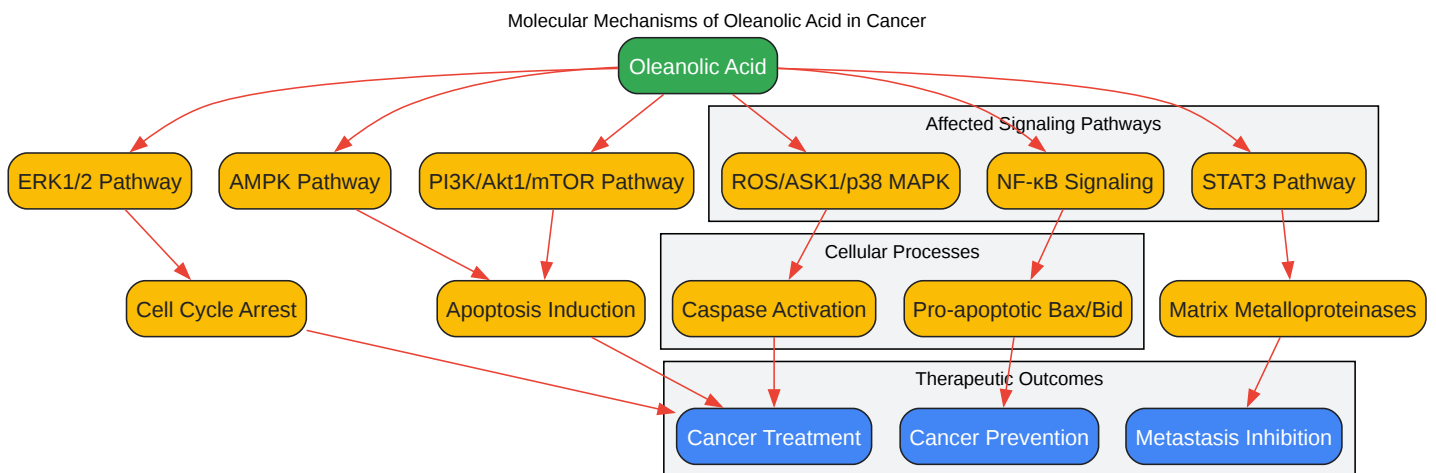 Molecular Mechanisms of Oleanolic Acid in Cancer
Oleanolic Acid
Affected Signaling Pathways
ERK1/2 Pathway
AMPK Pathway
PI3K/Akt1/mTOR Pathway
ROS/ASK1/p38 MAPK
NF-κB Signaling
STAT3 Pathway
Cellular Processes
Cell Cycle Arrest
Apoptosis Induction
Caspase Activation
Pro-apoptotic Bax/Bid
Matrix Metalloproteinases
Therapeutic Outcomes
Cancer Treatment
Cancer Prevention
Metastasis Inhibition